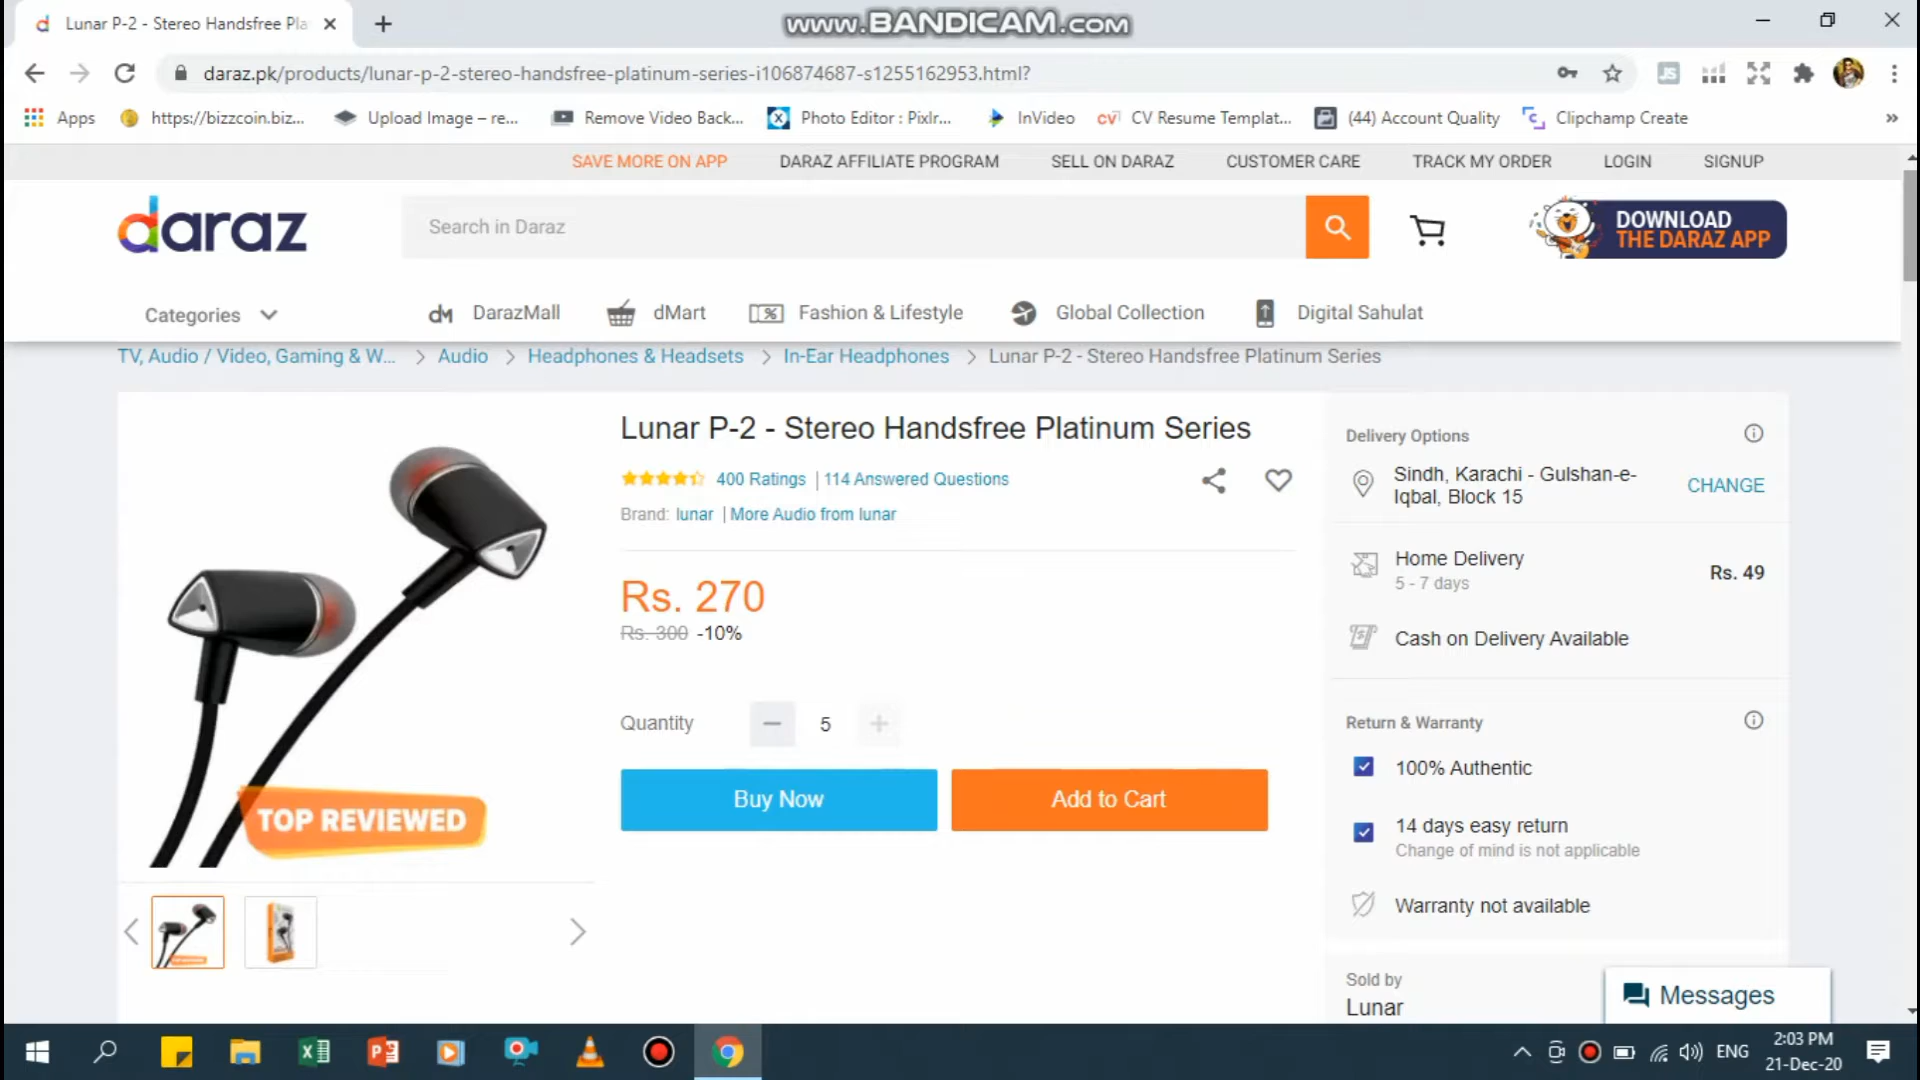 Lunar P-2 - Stereo Handsfree Pla
www.BANDICAM.com
daraz.pk/products/lunar-p-2-stereo-handsfree-platinum-series-i106874687-s1255162953.html?
JS
Apps https://bizzcoin.biz... Upload Image – re... Remove Video Back... Photo Editor : Pixlr... InVideo CV Resume Templat... (44) Account Quality Clipchamp Create »
SAVE MORE ON APP DARAZ AFFILIATE PROGRAM SELL ON DARAZ CUSTOMER CARE TRACK MY ORDER LOGIN SIGNUP
daraz
Search in Daraz
DOWNLOAD
THE DARAZ APP
Categories DarazMall dMart Fashion & Lifestyle Global Collection Digital Sahulat
TV, Audio / Video, Gaming & W... > Audio > Headphones & Headsets > In-Ear Headphones > Lunar P-2 - Stereo Handsfree Platinum Series
TOP REVIEWED
Lunar P-2 - Stereo Handsfree Platinum Series
400 Ratings | 114 Answered Questions
Brand: lunar | More Audio from lunar
Rs. 270
Rs. 300 -10%
Quantity 5
Buy Now
Add to Cart
Delivery Options
Sindh, Karachi - Gulshan-e-
Iqbal, Block 15
CHANGE
Home Delivery
5 - 7 days
Rs. 49
Cash on Delivery Available
Return & Warranty
100% Authentic
14 days easy return
Change of mind is not applicable
Warranty not available
Sold by
Lunar
Messages
ENG
2:03 PM
21-Dec-20